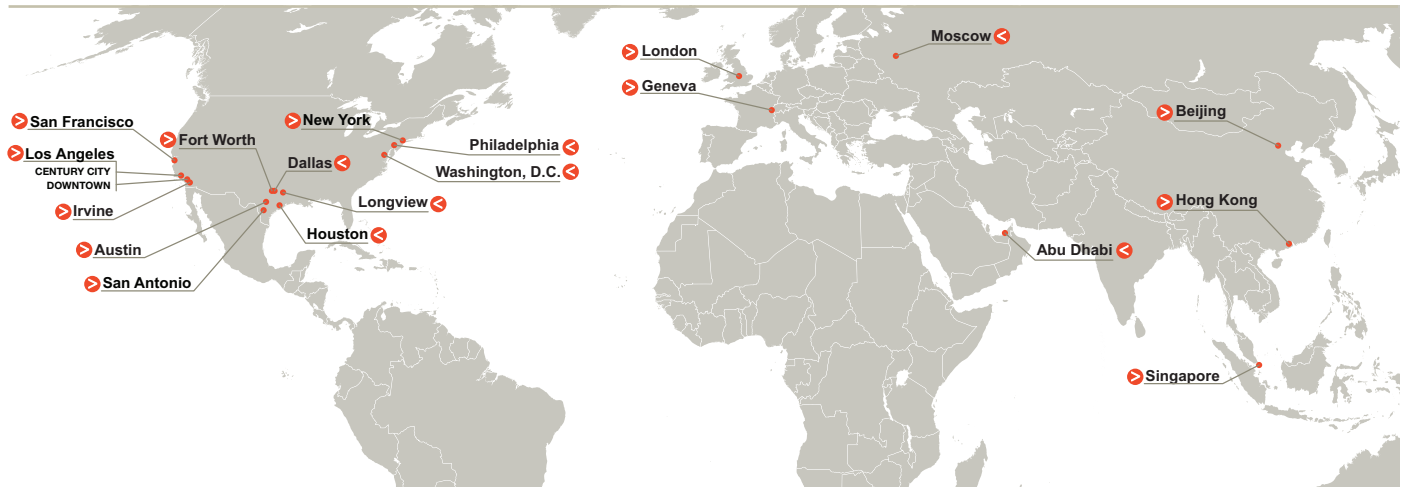 Moscow
London
Geneva
Beijing
San Francisco
New York
Fort Worth
Philadelphia
Los Angeles
CENTURY CITY
DOWNTOWN
Dallas
Washington, D.C.
Irvine
Longview
Hong Kong
Houston
Austin
Abu Dhabi
San Antonio
Singapore